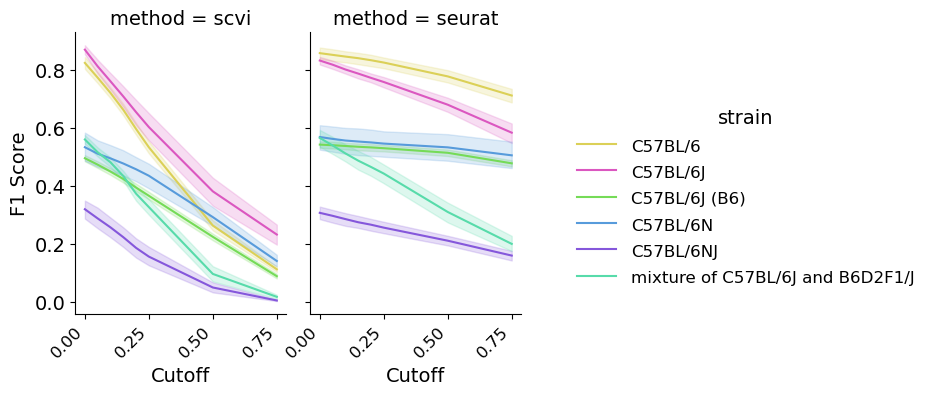 method = scvi
method = seurat
F1 Score
0.8
0.6
0.4
0.2
0.0
0.00
0.25
0.50
0.75
Cutoff
0.00
0.25
0.50
0.75
Cutoff
strain
C57BL/6
C57BL/6J
C57BL/6J (B6)
C57BL/6N
C57BL/6NJ
mixture of C57BL/6J and B6D2F1/J